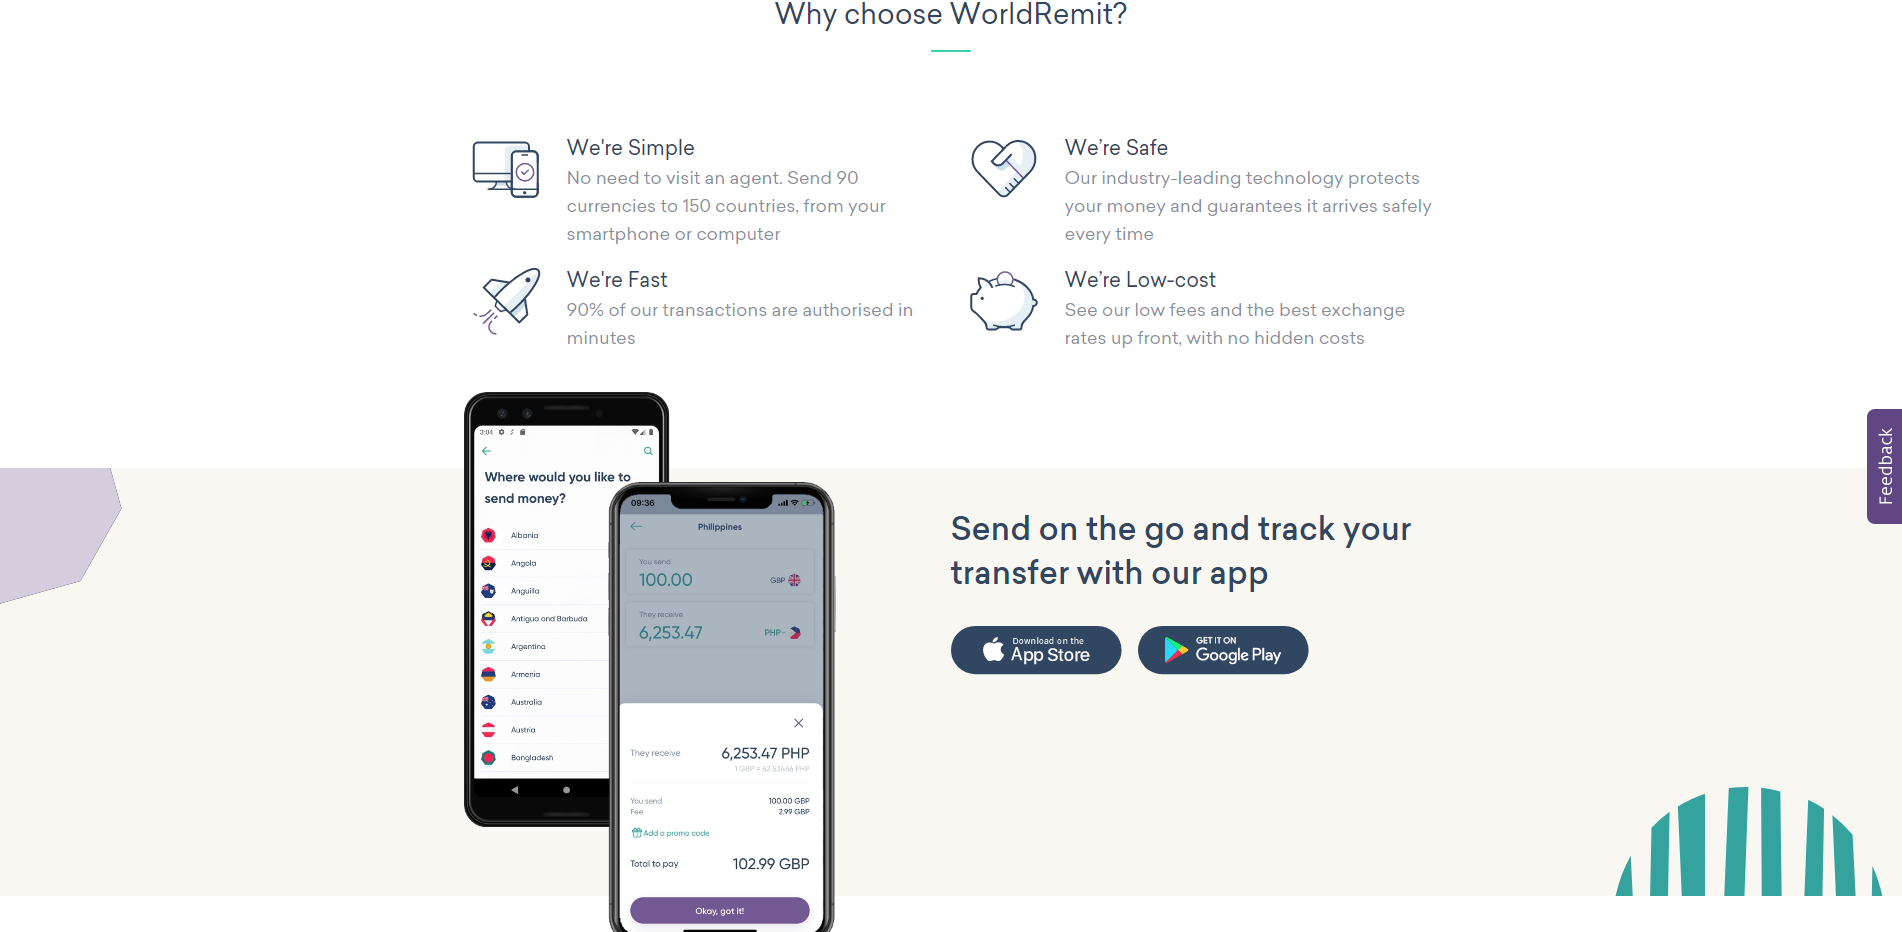 Why choose WorldRemit?
We're Simple
No need to visit an agent. Send 90
currencies to 150 countries, from your
smartphone or computer
We’re Safe
Our industry-leading technology protects
your money and guarantees it arrives safely
every time
We're Fast
90% of our transactions are authorised in
minutes
We’re Low-cost
See our low fees and the best exchange
rates up front, with no hidden costs
Feedback
3:04
Where would you like to
send money?
Albania
Angola
Anguilla
Antigua and Barbuda
Argentina
Armenia
Australia
Austria
Bangladesh
09:36
Philippines
You send
100.00 GBP
They receive
6,253.47 PHP
They receive 6,253.47 PHP
1 GBP = 62.53466 PHP
You send 100.00 GBP
Fee 2.99 GBP
Add a promo code
Total to pay 102.99 GBP
Okay, got it!
Send on the go and track your
transfer with our app
Download on the
App Store
GET IT ON
Google Play